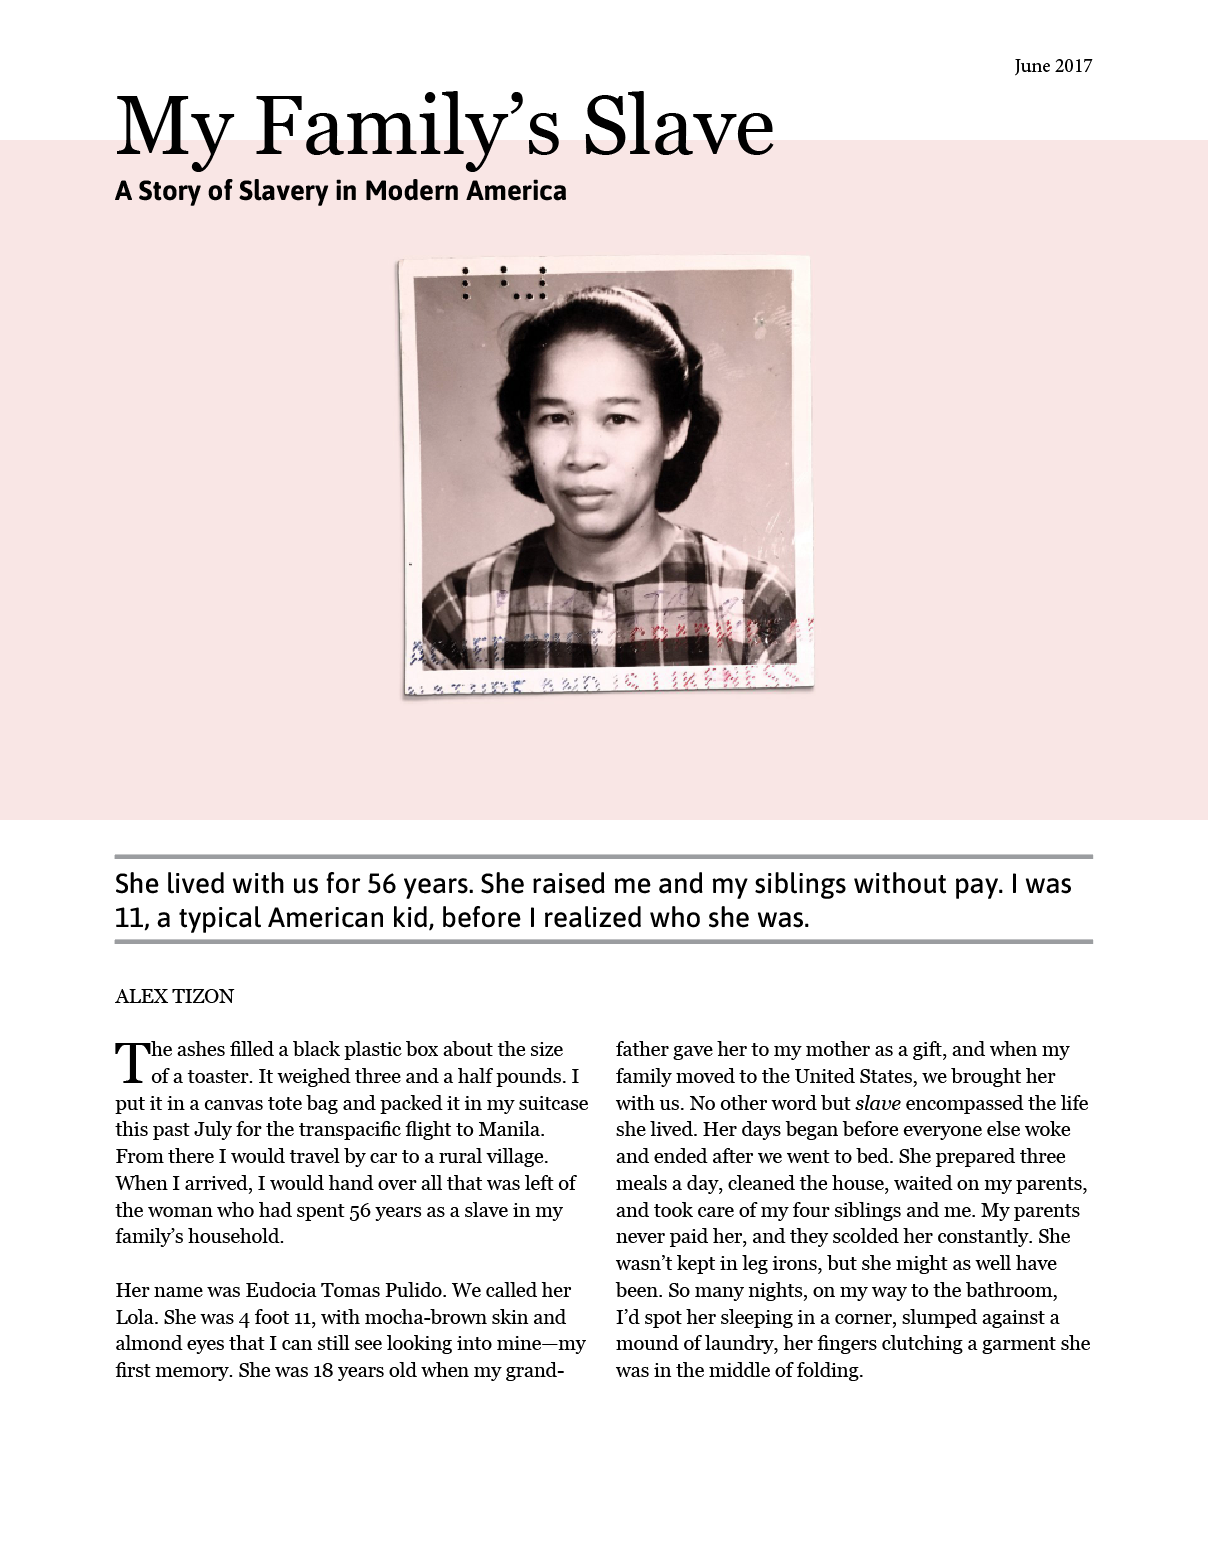 June 2017
My Family’s Slave
A Story of Slavery in Modern America
AND
LIKENESS
She lived with us for 56 years. She raised me and my siblings without pay. I was
11, a typical American kid, before I realized who she was.
ALEX TIZON
The ashes filled a black plastic box about the size
of a toaster. It weighed three and a half pounds. I
put it in a canvas tote bag and packed it in my suitcase
this past July for the transpacific flight to Manila.
From there I would travel by car to a rural village.
When I arrived, I would hand over all that was left of
the woman who had spent 56 years as a slave in my
family’s household.
Her name was Eudocia Tomas Pulido. We called her
Lola. She was 4 foot 11, with mocha-brown skin and
almond eyes that I can still see looking into mine—my
first memory. She was 18 years old when my grand-
father gave her to my mother as a gift, and when my
family moved to the United States, we brought her
with us. No other word but slave encompassed the life
she lived. Her days began before everyone else woke
and ended after we went to bed. She prepared three
meals a day, cleaned the house, waited on my parents,
and took care of my four siblings and me. My parents
never paid her, and they scolded her constantly. She
wasn’t kept in leg irons, but she might as well have
been. So many nights, on my way to the bathroom,
I’d spot her sleeping in a corner, slumped against a
mound of laundry, her fingers clutching a garment she
was in the middle of folding.